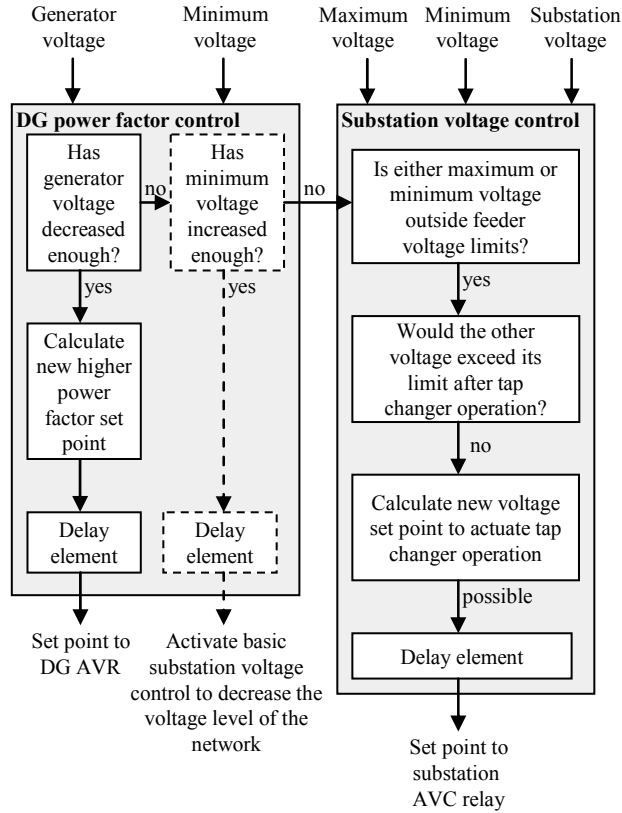 Generator
voltage
Minimum
voltage
Maximum
voltage
Minimum
voltage
Substation
voltage
DG power factor control
Has
generator
voltage
decreased
enough?
no
Has
minimum
voltage
increased
enough?
no
yes
yes
Calculate
new higher
power
factor set
point
Delay
element
Delay
element
Set point to
DG AVR
Activate basic
substation voltage
control to decrease the
voltage level of the
network
Substation voltage control
Is either maximum or
minimum voltage
outside feeder
voltage limits?
yes
Would the other
voltage exceed its
limit after tap
changer operation?
no
Calculate new voltage
set point to actuate tap
changer operation
possible
Delay element
Set point to
substation
AVC relay